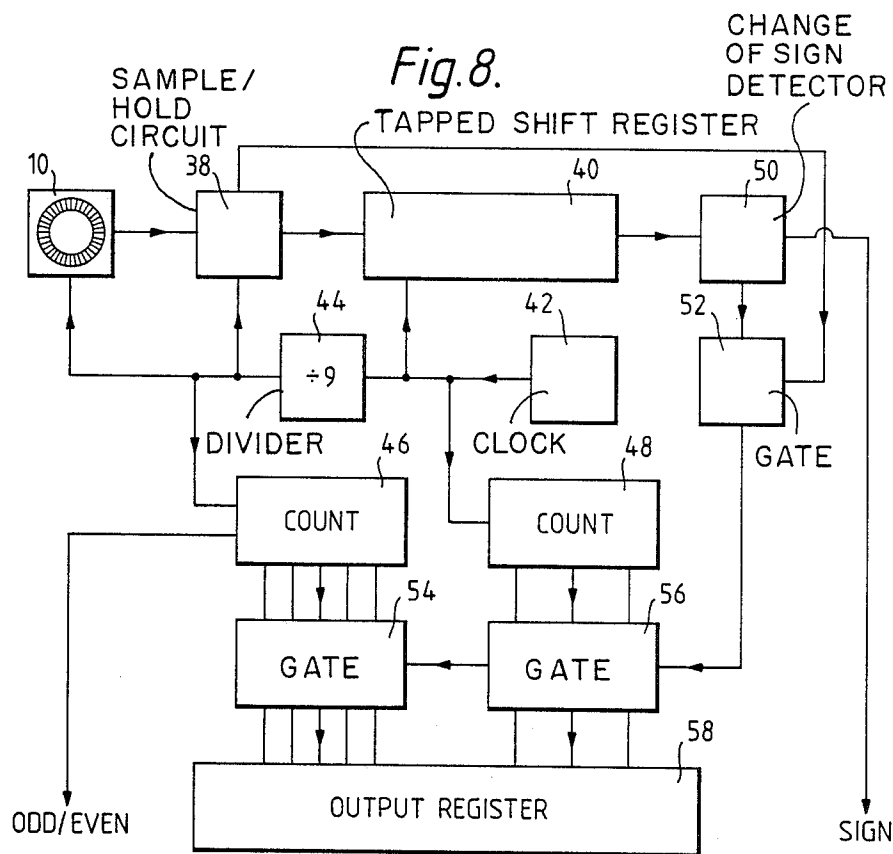 Fig.8.
CHANGE
OF SIGN
DETECTOR
SAMPLE/
HOLD
CIRCUIT
TAPPED SHIFT REGISTER
10
38
40
50
44
42
52
÷9
DIVIDER
CLOCK
GATE
46
48
COUNT
COUNT
54
56
GATE
GATE
58
OUTPUT REGISTER
ODD/EVEN
SIGN